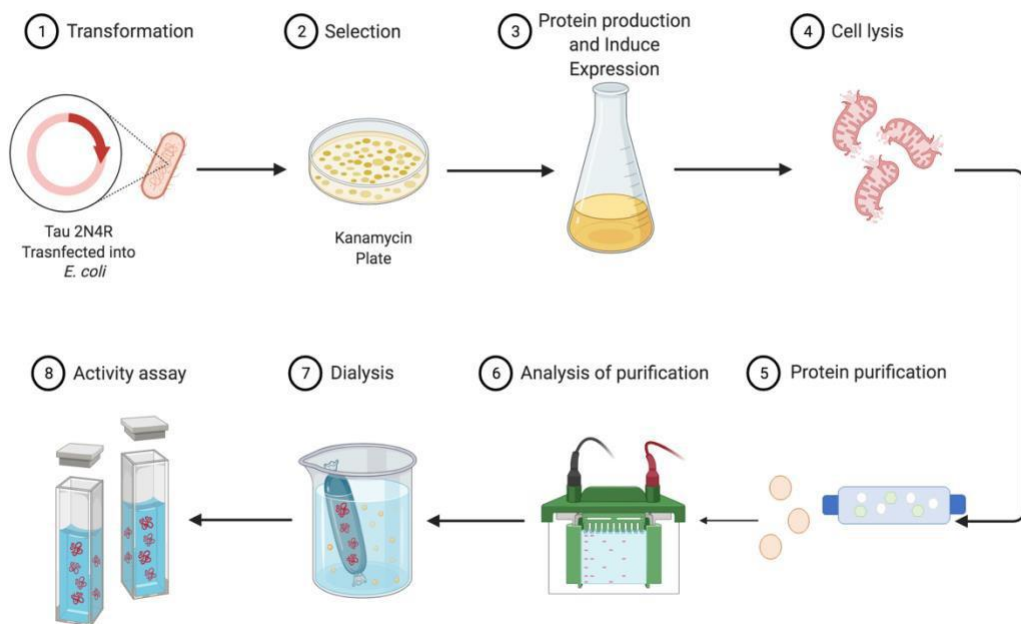 1 Transformation
2 Selection
3 Protein production
and Induce
Expression
4 Cell lysis
Tau 2N4R
Trasnfected into
E. coli
Kanamycin
Plate
8 Activity assay
7 Dialysis
6 Analysis of purification
5 Protein purification